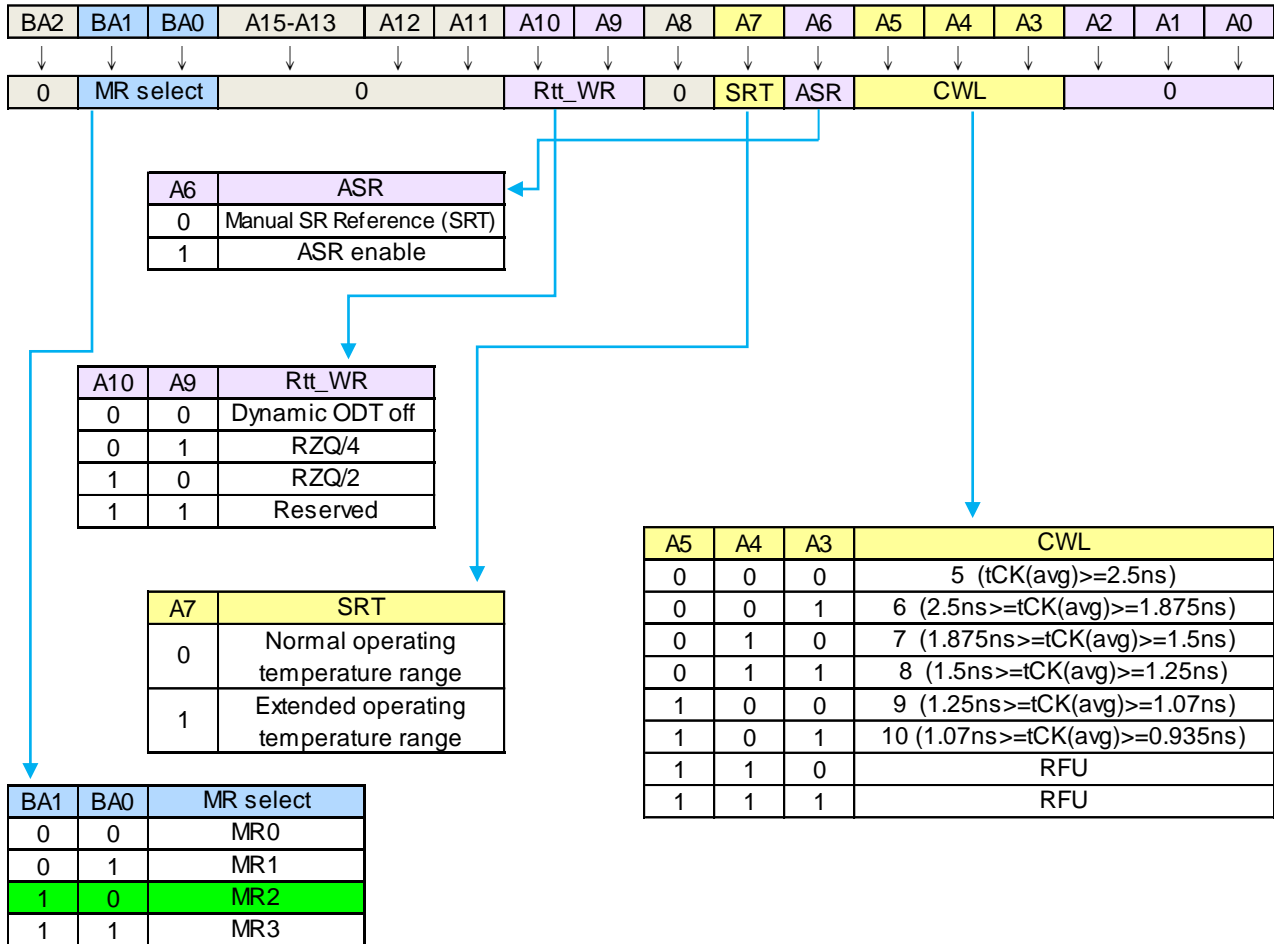 BA2 BA1 BA0 A15-A13 A12 A11 A10 A9 A8 A7 A6 A5 A4 A3 A2 A1 A0
0 MR select 0 Rtt_WR 0 SRT ASR CWL 0
A6 ASR
0 Manual SR Reference (SRT)
1 ASR enable
A10 A9 Rtt_WR
0 0 Dynamic ODT off
0 1 RZQ/4
1 0 RZQ/2
1 1 Reserved
A7 SRT
0 Normal operating
temperature range
1 Extended operating
temperature range
A5 A4 A3 CWL
0 0 0 5 (tCK(avg)>=2.5ns)
0 0 1 6 (2.5ns>=tCK(avg)>=1.875ns)
0 1 0 7 (1.875ns>=tCK(avg)>=1.5ns)
0 1 1 8 (1.5ns>=tCK(avg)>=1.25ns)
1 0 0 9 (1.25ns>=tCK(avg)>=1.07ns)
1 0 1 10 (1.07ns>=tCK(avg)>=0.935ns)
1 1 0 RFU
1 1 1 RFU
BA1 BA0 MR select
0 0 MR0
0 1 MR1
1 0 MR2
1 1 MR3